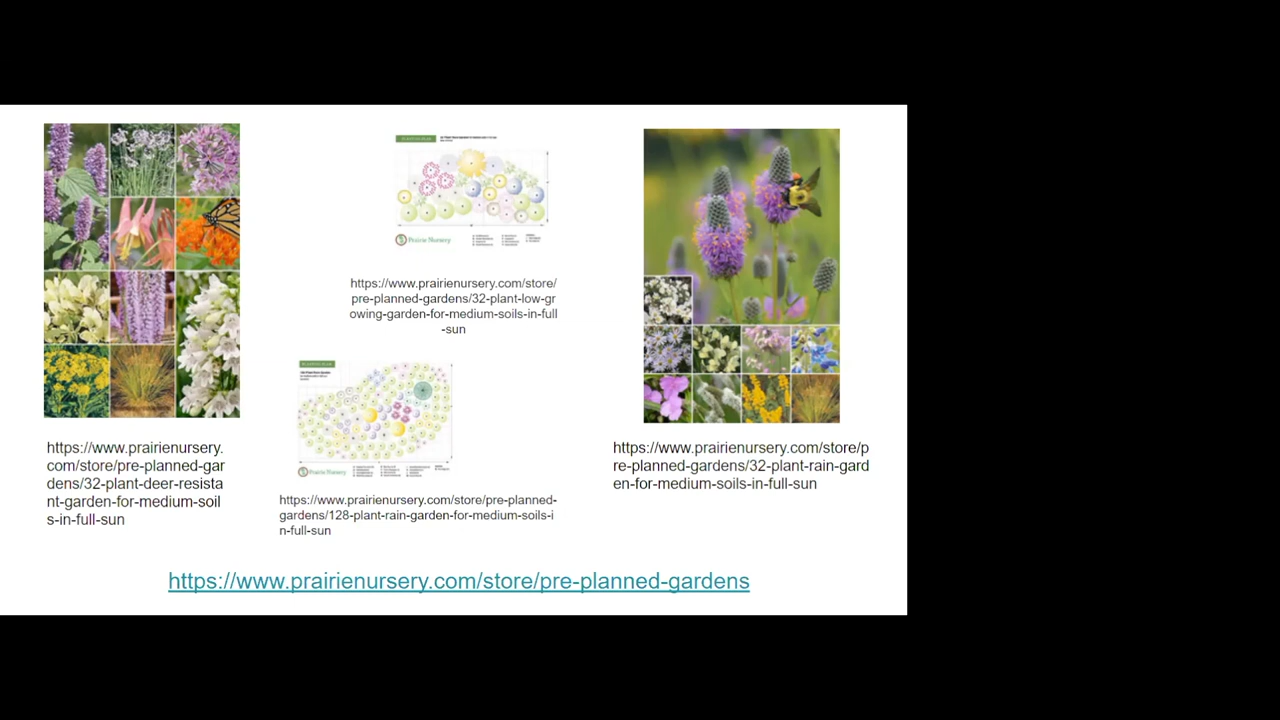 https://www.prairienursery.
com/store/pre-planned-gar
dens/32-plant-deer-resista
nt-garden-for-medium-soil
s-in-full-sun
Prairie Nursery
https://www.prairienursery.com/store/
pre-planned-gardens/32-plant-low-gr
owing-garden-for-medium-soils-in-full
-sun
Prairie Nursery
https://www.prairienursery.com/store/pre-planned-
gardens/128-plant-rain-garden-for-medium-soils-i
n-full-sun
https://www.prairienursery.com/store/p
re-planned-gardens/32-plant-rain-gard
en-for-medium-soils-in-full-sun
https://www.prairienursery.com/store/pre-planned-gardens